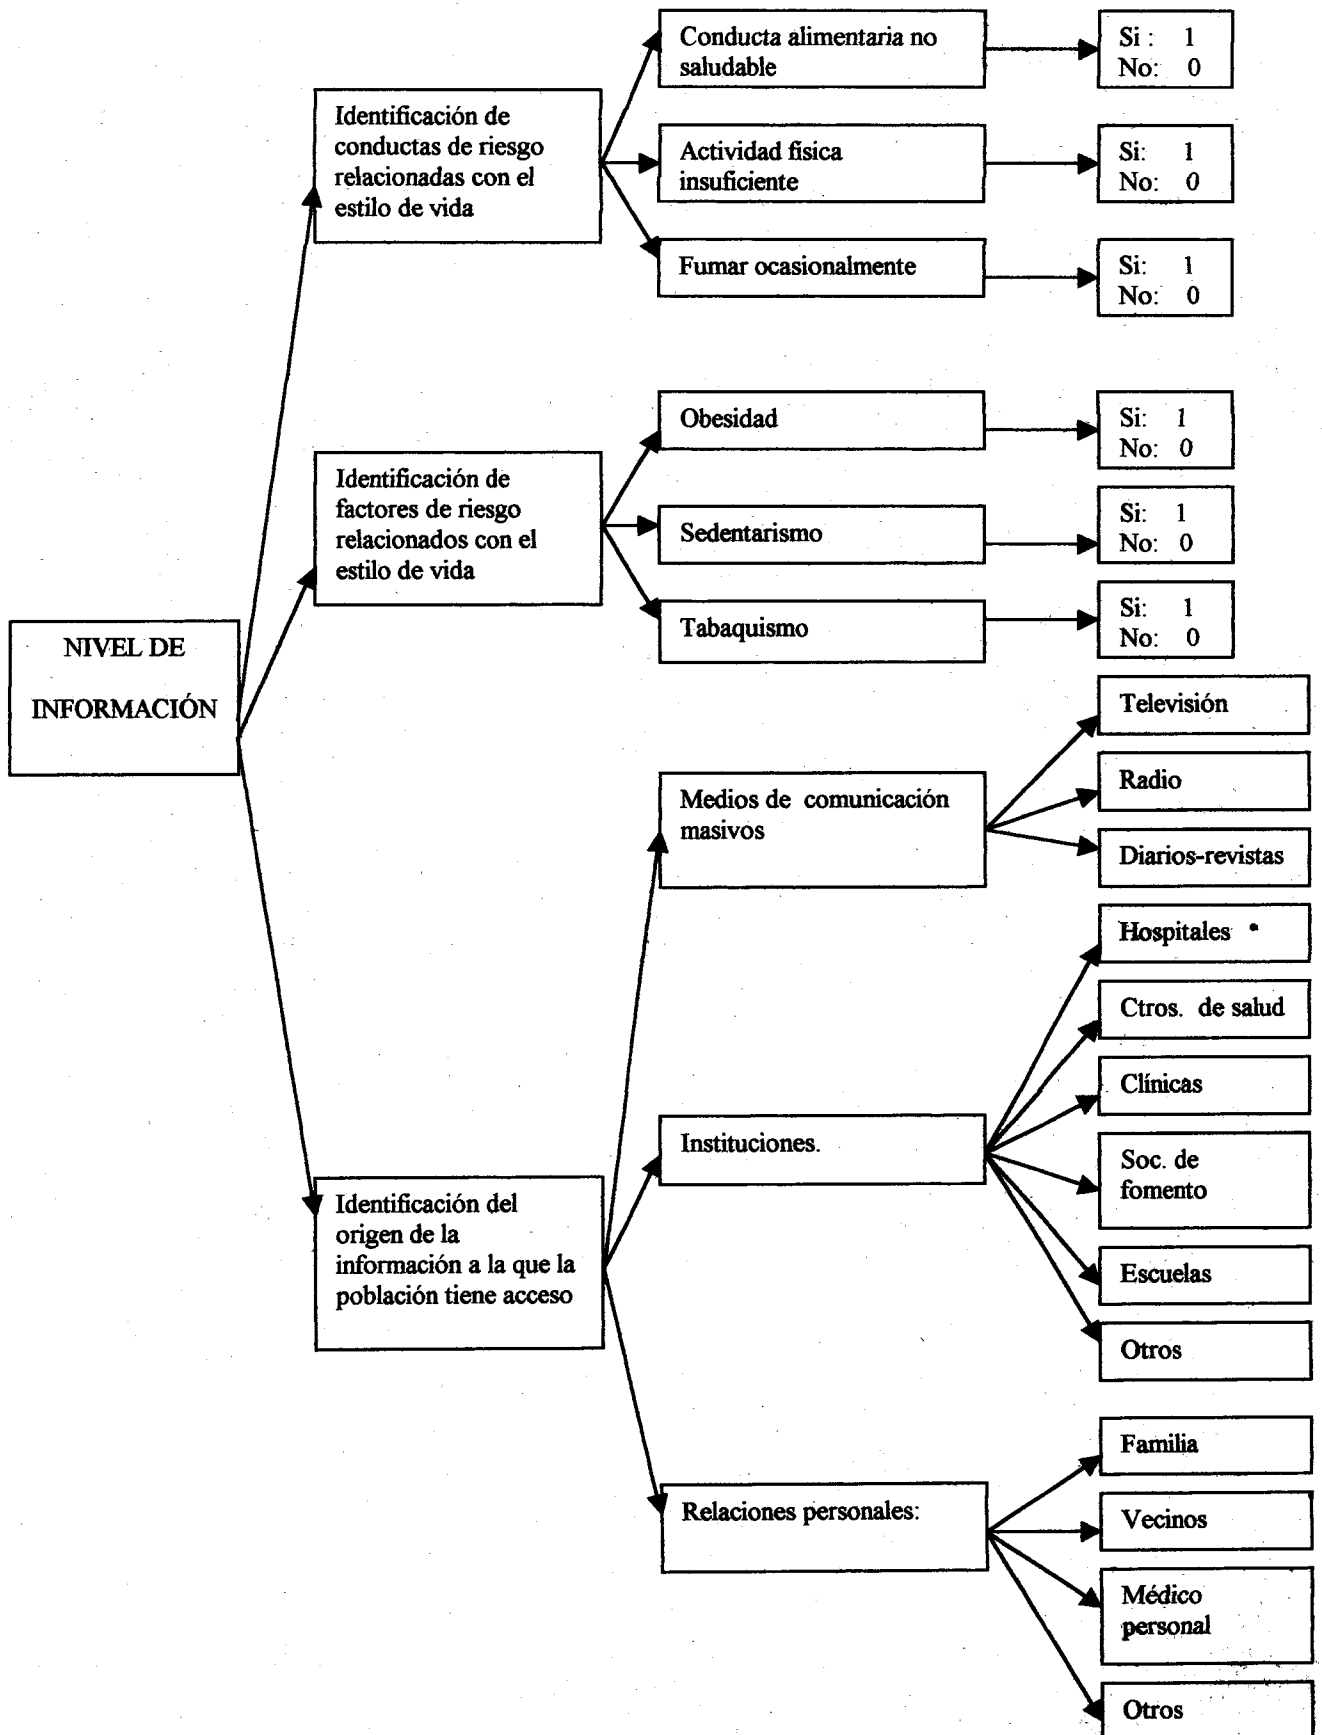 Conducta alimentaria no
saludable
Si : 1
No: 0
Identificación de
conductas de riesgo
relacionadas con el
estilo de vida
Actividad física
insuficiente
Si: 1
No: 0
Fumar ocasionalmente
Si: 1
No: 0
Obesidad
Si: 1
No: 0
Identificación de
factores de riesgo
relacionados con el
estilo de vida
Sedentarismo
Si: 1
No: 0
Tabaquismo
Si: 1
No: 0
NIVEL DE
INFORMACIÓN
Medios de comunicación
masivos
Televisión
Radio
Diarios-revistas
Instituciones.
Hospitales
Ctros. de salud
Clínicas
Soc. de
fomento
Escuelas
Otros
Identificación del
origen de la
información a la que la
población tiene acceso
Relaciones personales:
Familia
Vecinos
Médico
personal
Otros